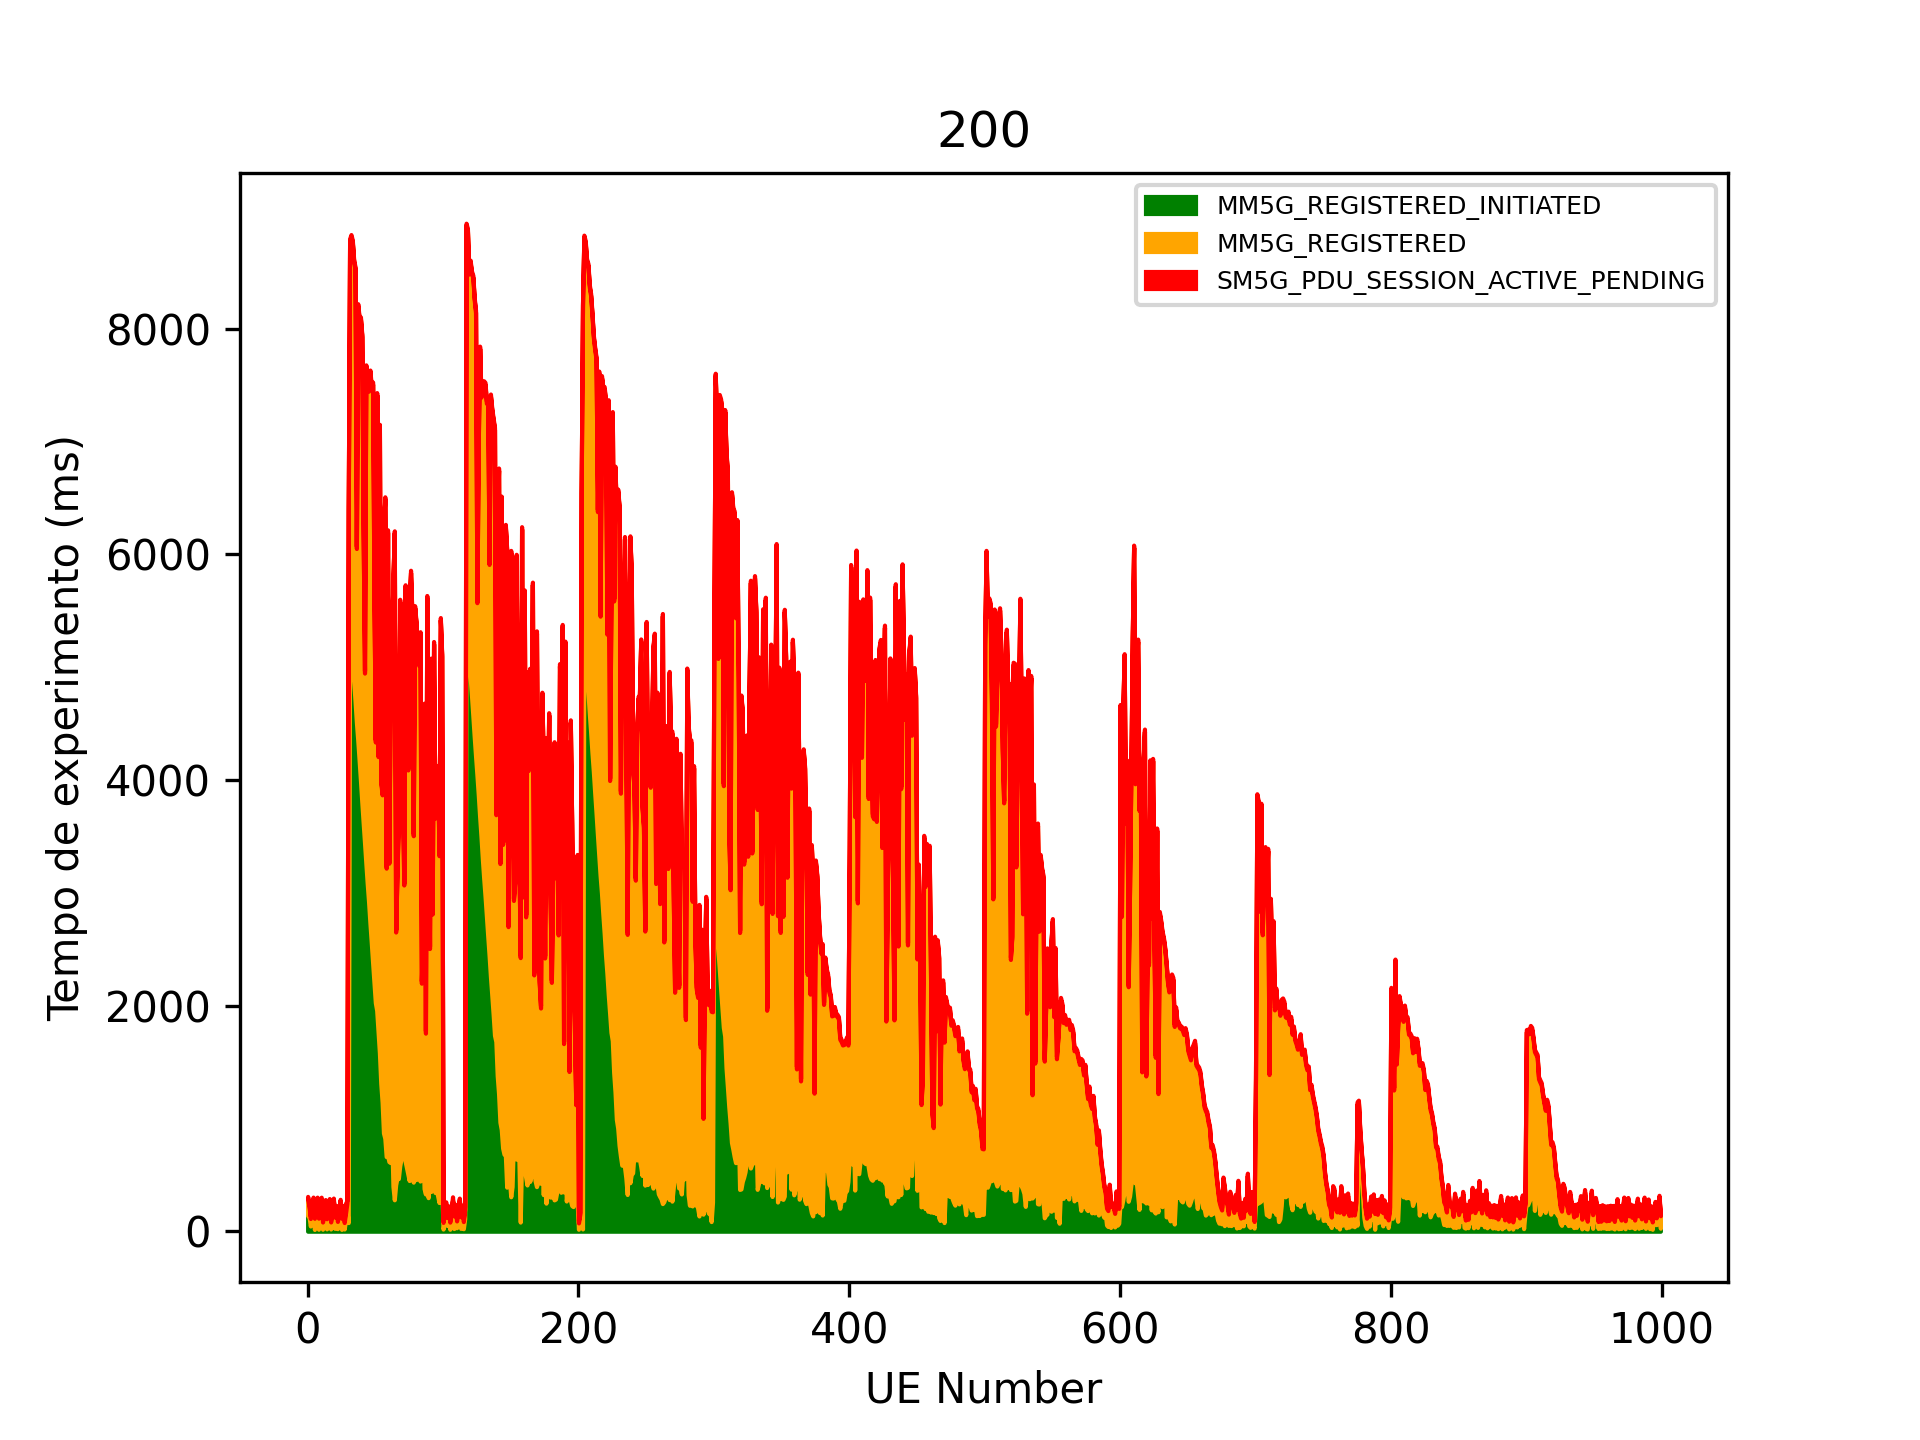 200
MM5G_REGISTERED_INITIATED
MM5G_REGISTERED
SM5G_PDU_SESSION_ACTIVE_PENDING
Tempo de experimento (ms)
8000
6000
4000
2000
0
0 200 400 600 800 1000
UE Number